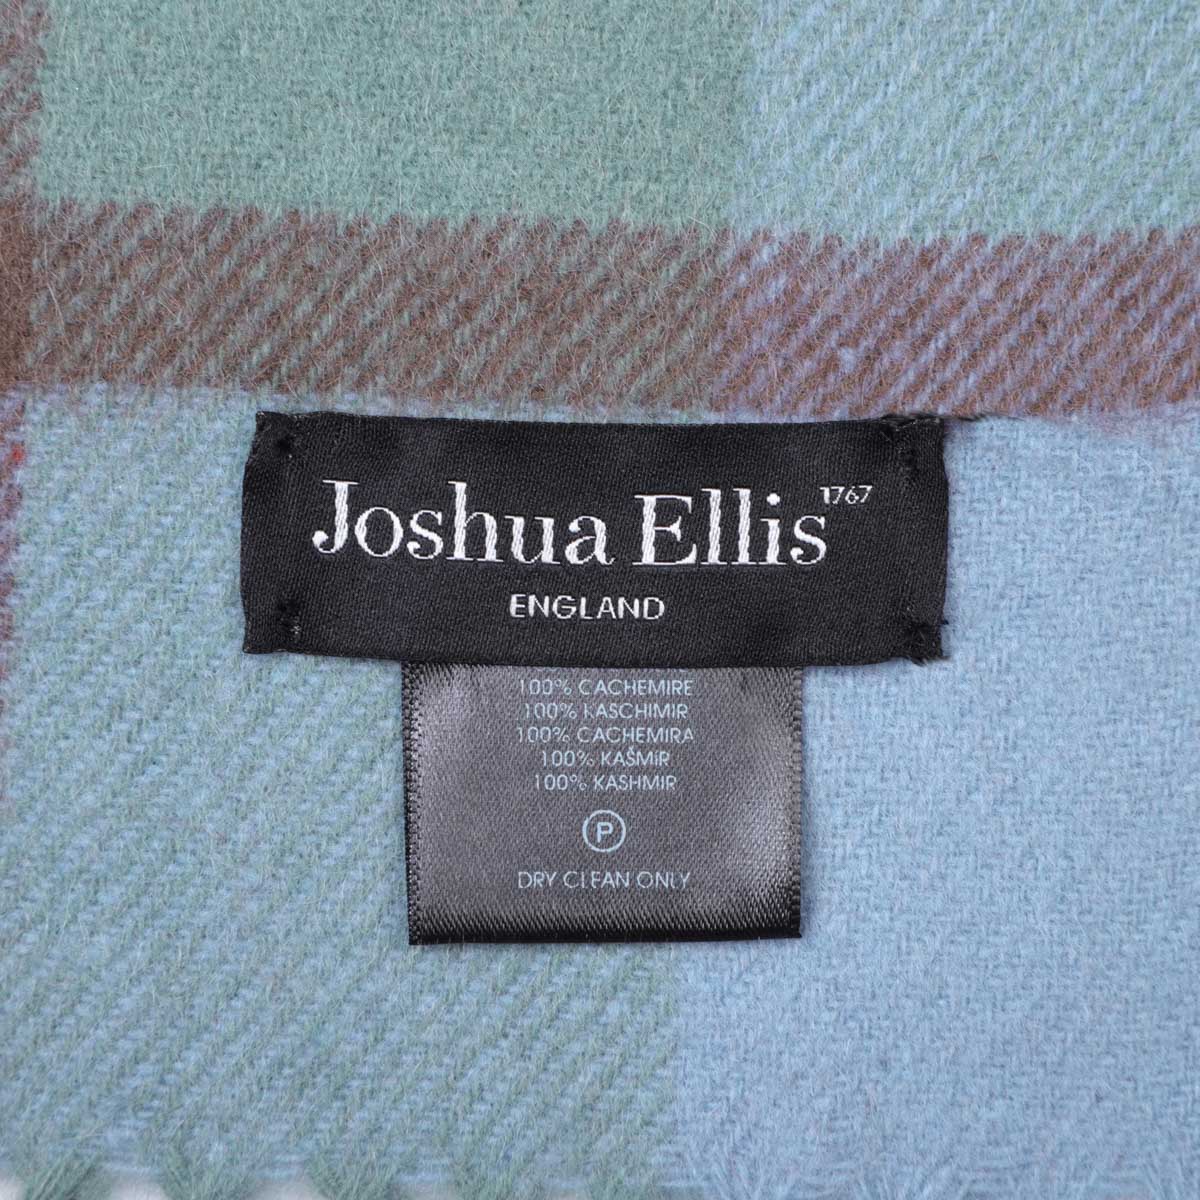 Joshua Ellis 1767
ENGLAND
100% CACHEMIRE
100% KASCHIMIR
100% CACHEMIRA
100% KAŠMIR
100% KASHMIR
P
DRY CLEAN ONLY